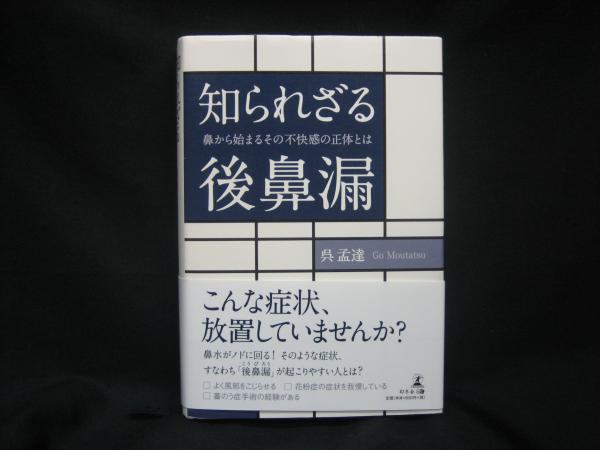 知られざる
鼻から始まるその不快感の正体とは
後鼻漏
呉 孟達 Go Moutatsu
こんな症状、
放置していませんか?
鼻水がノドに回る! そのような症状、
すなわち「後鼻漏」が起こりやすい人とは?
こうびろう
□よく風邪をこじらせる □花粉症の症状を我慢している
□蓄のう症手術の経験がある
幻冬舎